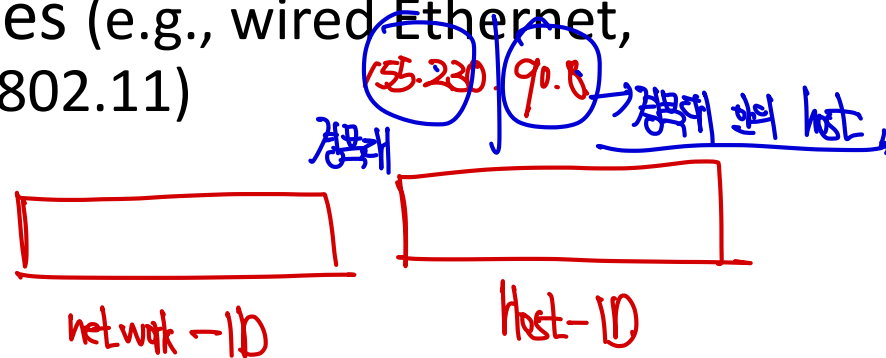 es (e.g., wired Ethernet,
802.11)
155.230.90.8
경북대
경북대 안의 host
network-ID
Host-ID